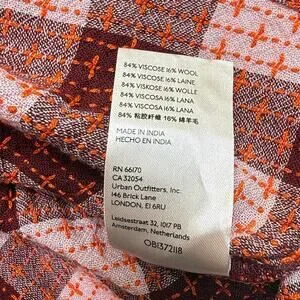 84% VISCOSE 16% WOOL
84% VISCOSE 16% LAINE
84% VISKOSE 16% WOLLE
84% VISCOSA 16% LANA
84% VISCOSA 16% LANA
84% 粘胶纤维 16% 绵羊毛
MADE IN INDIA
HECHO EN INDIA
RN 66170
CA 32054
Urban Outfitters, Inc.
146 Brick Lane
LONDON, E1 6RU
Leidsestraat 32, 1017 PB
Amsterdam, Netherlands
OB1372118